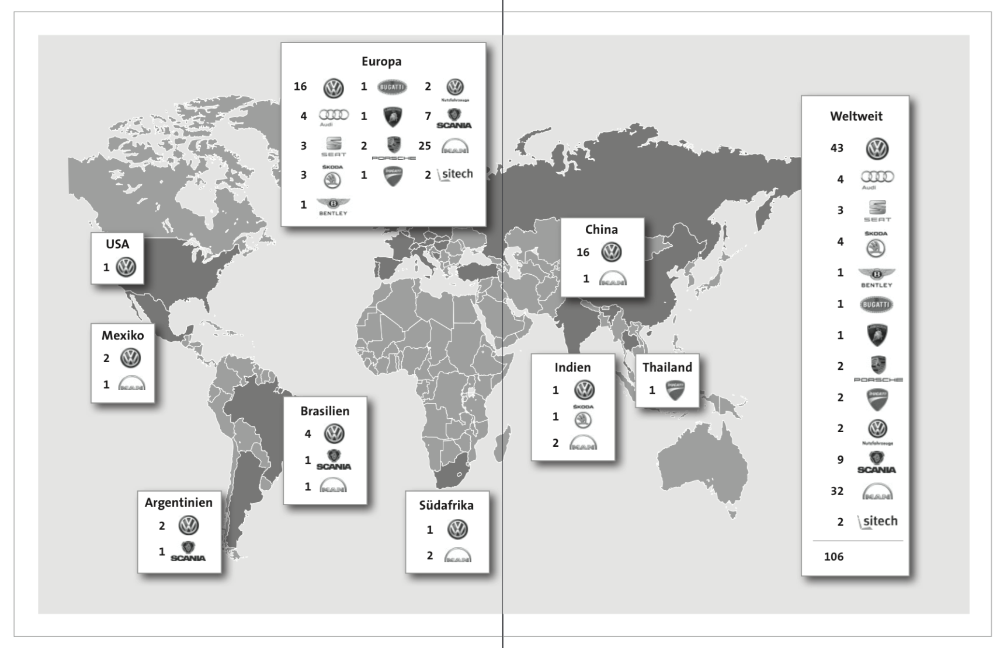 Europa
16
1 BUGATTI
2 Nutzfahrzeuge
4 Audi
1
7 SCANIA
3 SEAT
2 PORSCHE
25 MAN
3 ŠKODA
1 DUCATI
2 sitech
1 B BENTLEY
USA
1
Mexiko
2
1 MAN
Brasilien
4
1 SCANIA
1 MAN
Argentinien
2
1 SCANIA
Südafrika
1
2 MAN
China
16
1 MAN
Indien
1
1 ŠKODA
2 MAN
Thailand
1 DUCATI
Weltweit
43
4 Audi
3 SEAT
4 ŠKODA
1 B BENTLEY
1 BUGATTI
1
2 PORSCHE
2 DUCATI
2 Nutzfahrzeuge
9 SCANIA
32 MAN
2 sitech
106